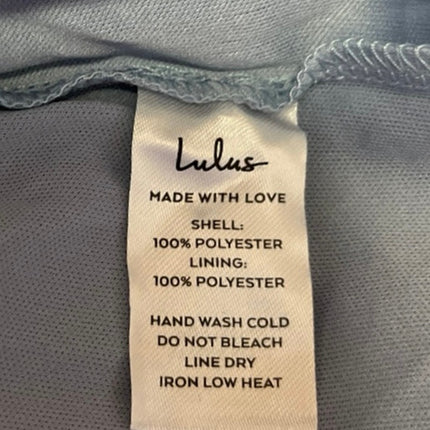 Lulus
MADE WITH LOVE
SHELL:
100% POLYESTER
LINING:
100% POLYESTER
HAND WASH COLD
DO NOT BLEACH
LINE DRY
IRON LOW HEAT